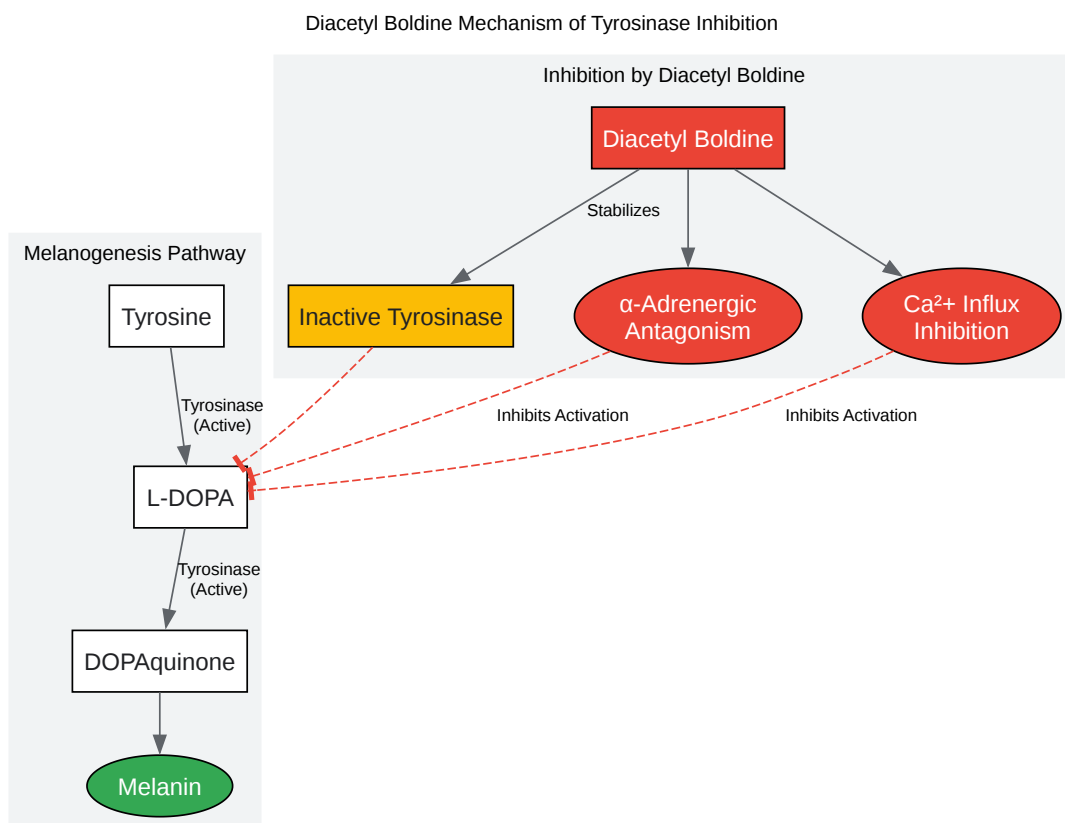 Diacetyl Boldine Mechanism of Tyrosinase Inhibition
Inhibition by Diacetyl Boldine
Diacetyl Boldine
Stabilizes
Melanogenesis Pathway
Tyrosine
Inactive Tyrosinase
α-Adrenergic
Antagonism
Ca²+ Influx
Inhibition
Tyrosinase
(Active)
Inhibits Activation
Inhibits Activation
L-DOPA
Tyrosinase
(Active)
DOPAquinone
Melanin